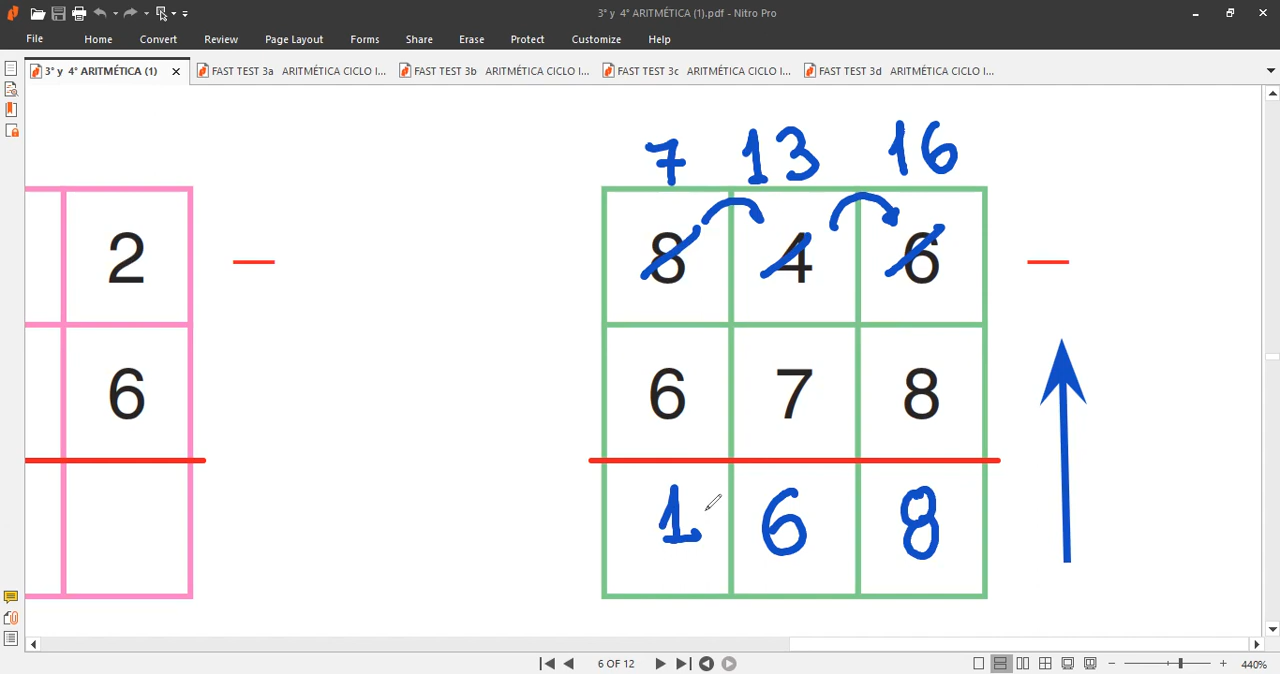 3° y 4° ARITMÉTICA (1).pdf - Nitro Pro
File Home Convert Review Page Layout Forms Share Erase Protect Customize Help
3° y 4° ARITMÉTICA (1) FAST TEST 3a ARITMÉTICA CICLO I... FAST TEST 3b ARITMÉTICA CICLO I... FAST TEST 3c ARITMÉTICA CICLO I... FAST TEST 3d ARITMÉTICA CICLO I...
7 13 16
2 — 8 4 6 —
6 6 7 8
1 6 8
6 OF 12 440%